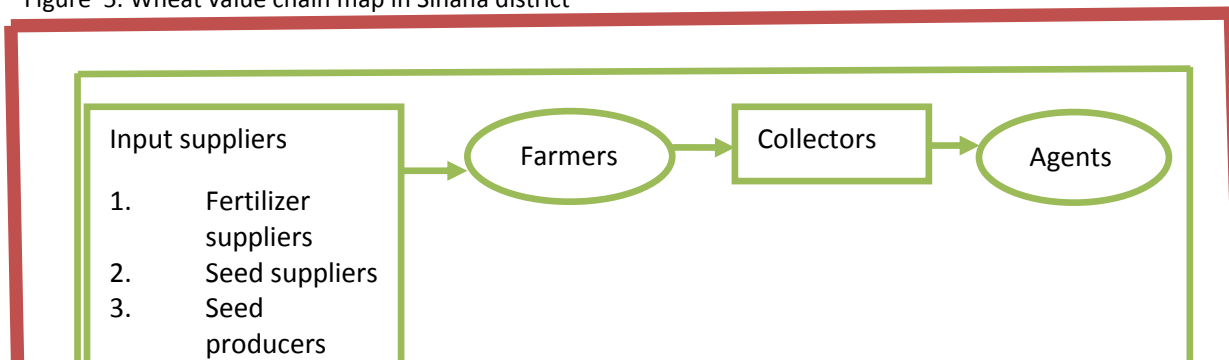 Figure 5: Wheat value chain map in Sinana district
Input suppliers
Farmers
Collectors
Agents
1. Fertilizer
suppliers
2. Seed suppliers
3. Seed
producers